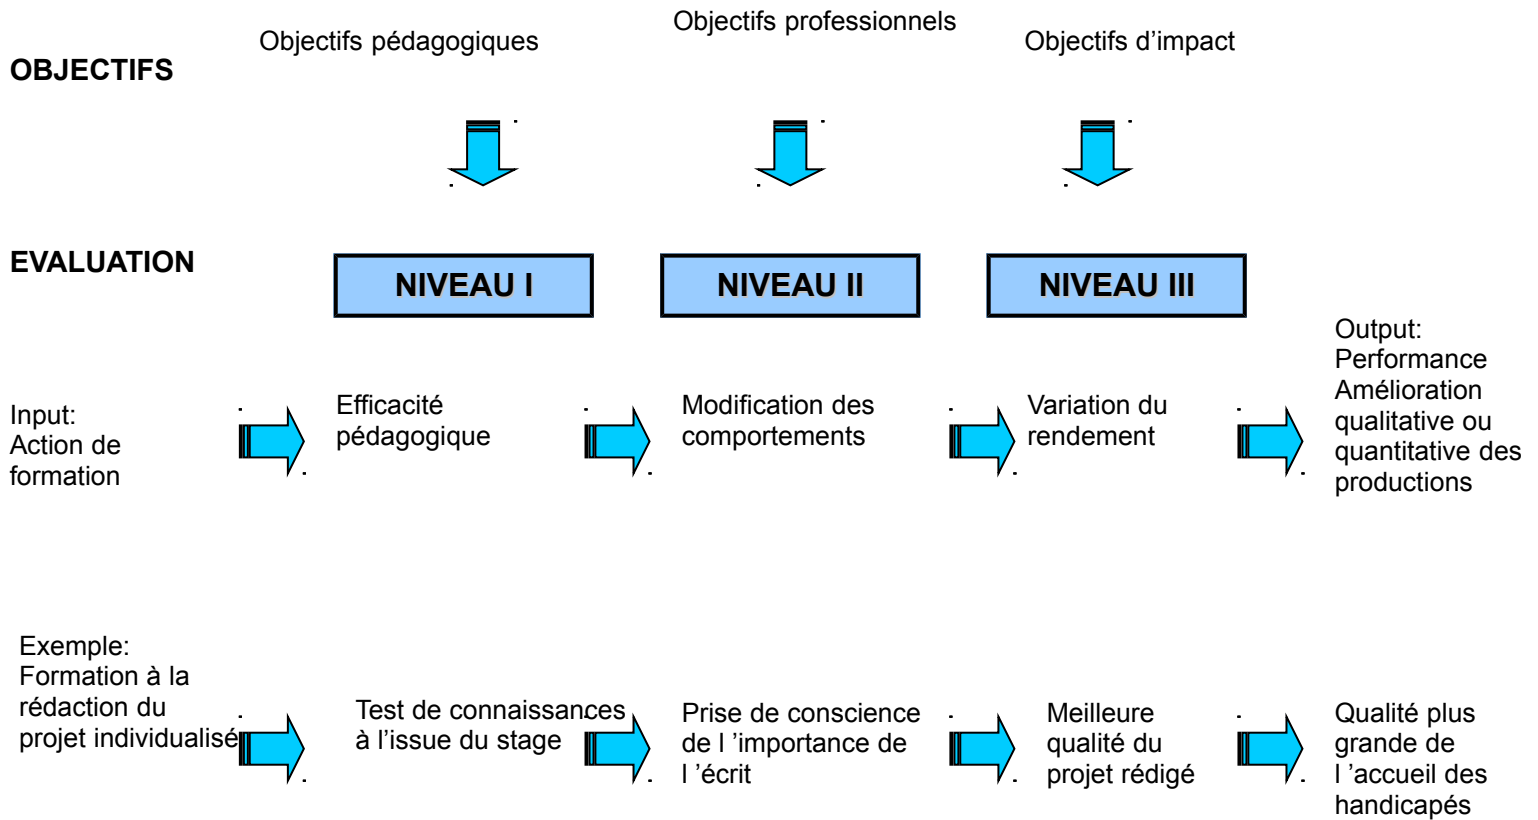 Objectifs pédagogiques
Objectifs professionnels
Objectifs d’impact
OBJECTIFS
EVALUATION
NIVEAU I
NIVEAU II
NIVEAU III
Input:
Action de
formation
Efficacité
pédagogique
Modification des
comportements
Variation du
rendement
Output:
Performance
Amélioration
qualitative ou
quantitative des
productions
Exemple:
Formation à la
rédaction du
projet individualisé
Test de connaissances
à l’issue du stage
Prise de conscience
de l ’importance de
l ’écrit
Meilleure
qualité du
projet rédigé
Qualité plus
grande de
l ’accueil des
handicapés